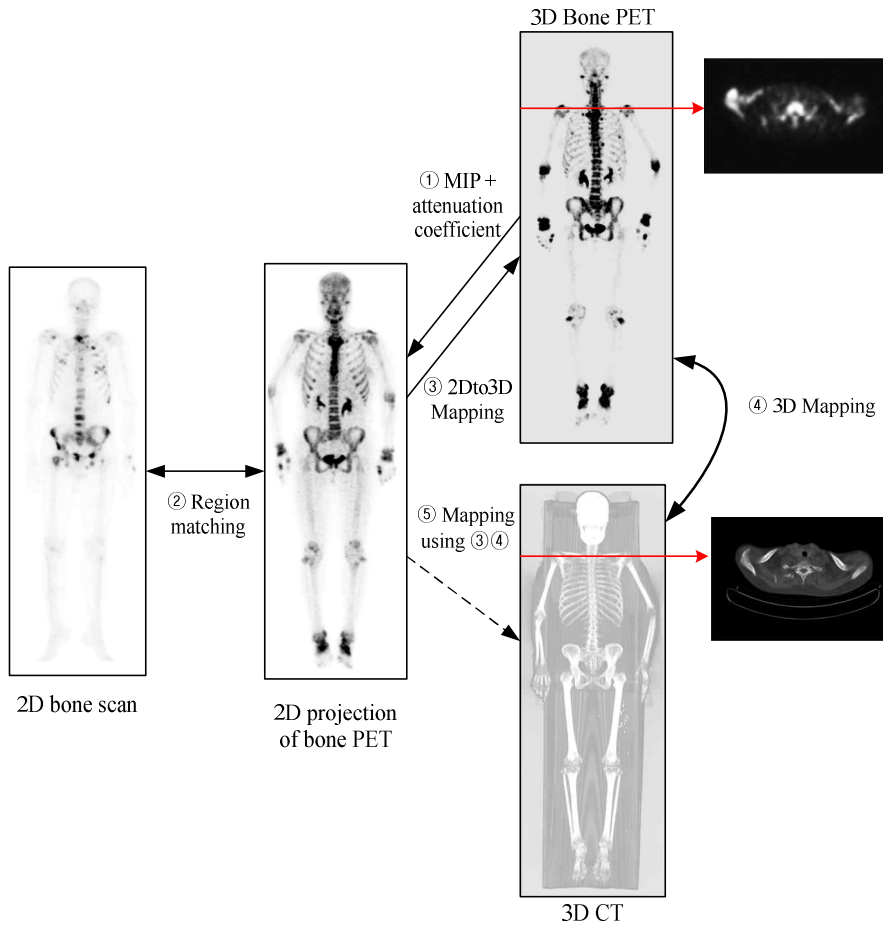 3D Bone PET
① MIP +
attenuation
coefficient
③ 2Dto3D
Mapping
④ 3D Mapping
② Region
matching
⑤ Mapping
using ③④
2D bone scan
2D projection
of bone PET
3D CT